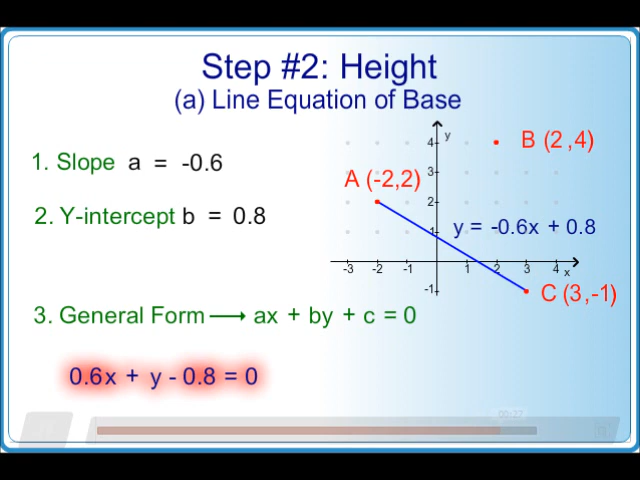 Step #2: Height
(a) Line Equation of Base
1. Slope a = -0.6
2. Y-intercept b = 0.8
4
y
B (2 ,4)
3
A (-2,2)
2
y = -0.6x + 0.8
1
-3 -2 -1 1 2 3 4 x
-1
C (3,-1)
3. General Form ⟶ ax + by + c = 0
0.6x + y - 0.8 = 0
00:27